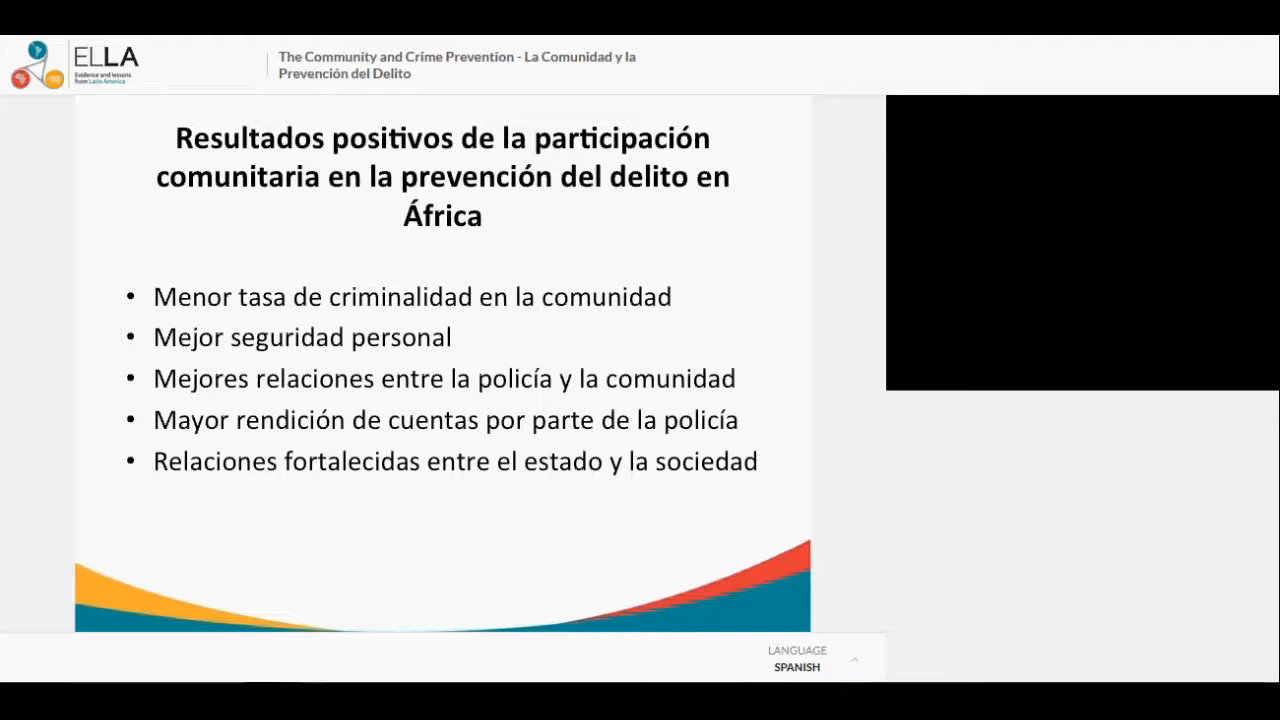 ELLA
Evidence and lessons
from Latin America
The Community and Crime Prevention - La Comunidad y la
Prevención del Delito
Resultados positivos de la participación
comunitaria en la prevención del delito en
África
• Menor tasa de criminalidad en la comunidad
• Mejor seguridad personal
• Mejores relaciones entre la policía y la comunidad
• Mayor rendición de cuentas por parte de la policía
• Relaciones fortalecidas entre el estado y la sociedad
LANGUAGE
SPANISH